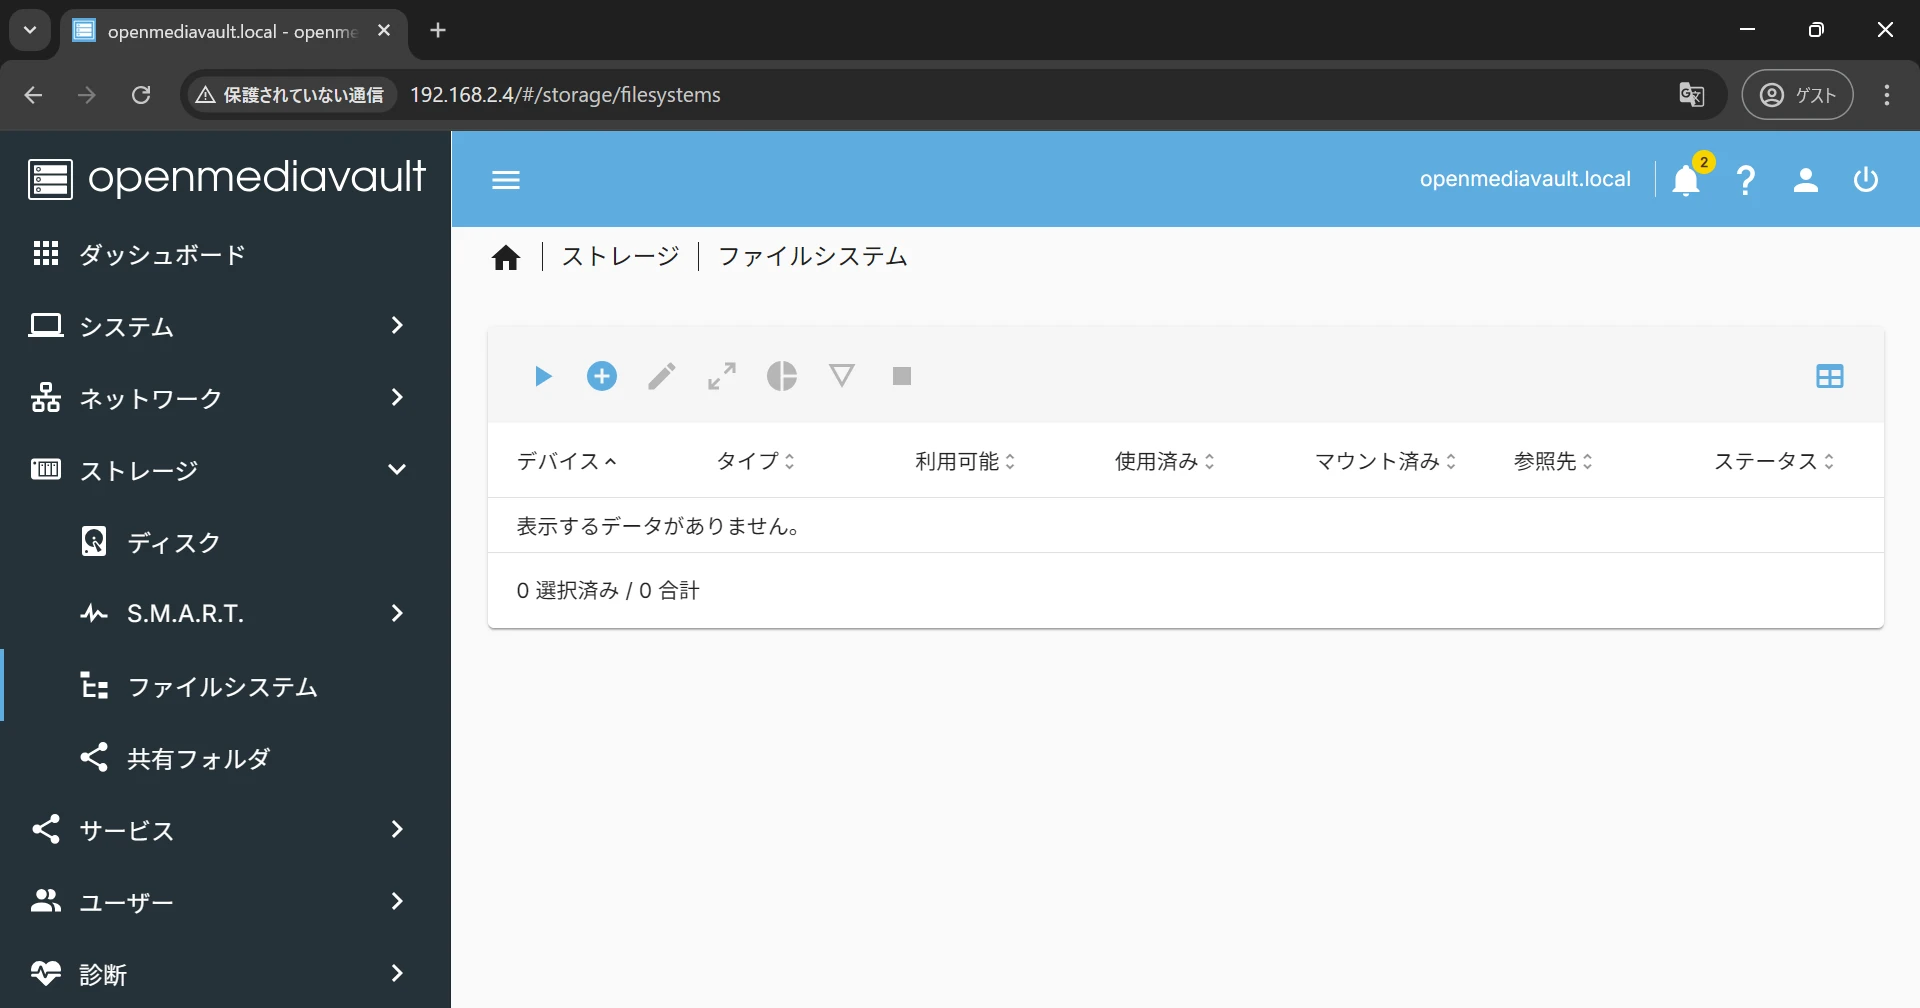 openmediavault.local - openme
保護されていない通信 192.168.2.4/#/storage/filesystems ゲスト
openmediavault
openmediavault.local 2
ダッシュボード
システム
ネットワーク
ストレージ
ディスク
S.M.A.R.T.
ファイルシステム
共有フォルダ
サービス
ユーザー
診断
ストレージ ファイルシステム
デバイス タイプ 利用可能 使用済み マウント済み 参照先 ステータス
表示するデータがありません。
0 選択済み / 0 合計